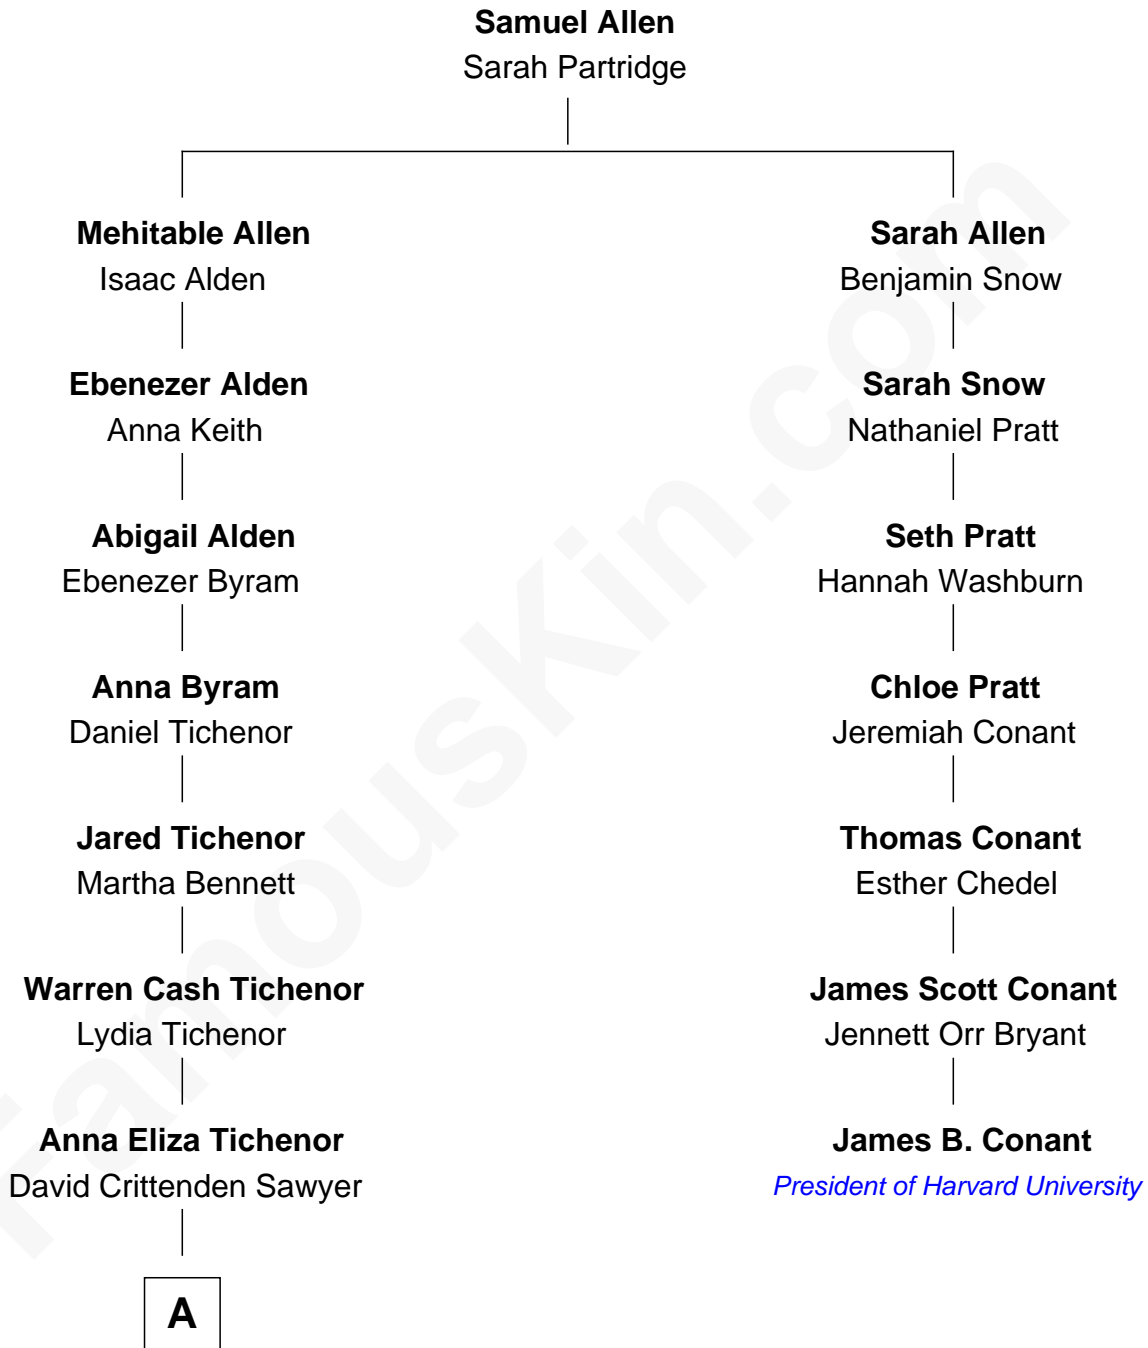 Samuel Allen
Sarah Partridge
Mehitable Allen
Isaac Alden
Sarah Allen
Benjamin Snow
Ebenezer Alden
Anna Keith
Sarah Snow
Nathaniel Pratt
Abigail Alden
Ebenezer Byram
Seth Pratt
Hannah Washburn
Anna Byram
Daniel Tichenor
Chloe Pratt
Jeremiah Conant
Jared Tichenor
Martha Bennett
Thomas Conant
Esther Chedel
Warren Cash Tichenor
Lydia Tichenor
James Scott Conant
Jennett Orr Bryant
Anna Eliza Tichenor
David Crittenden Sawyer
James B. Conant
President of Harvard University
A
FamousKin.com